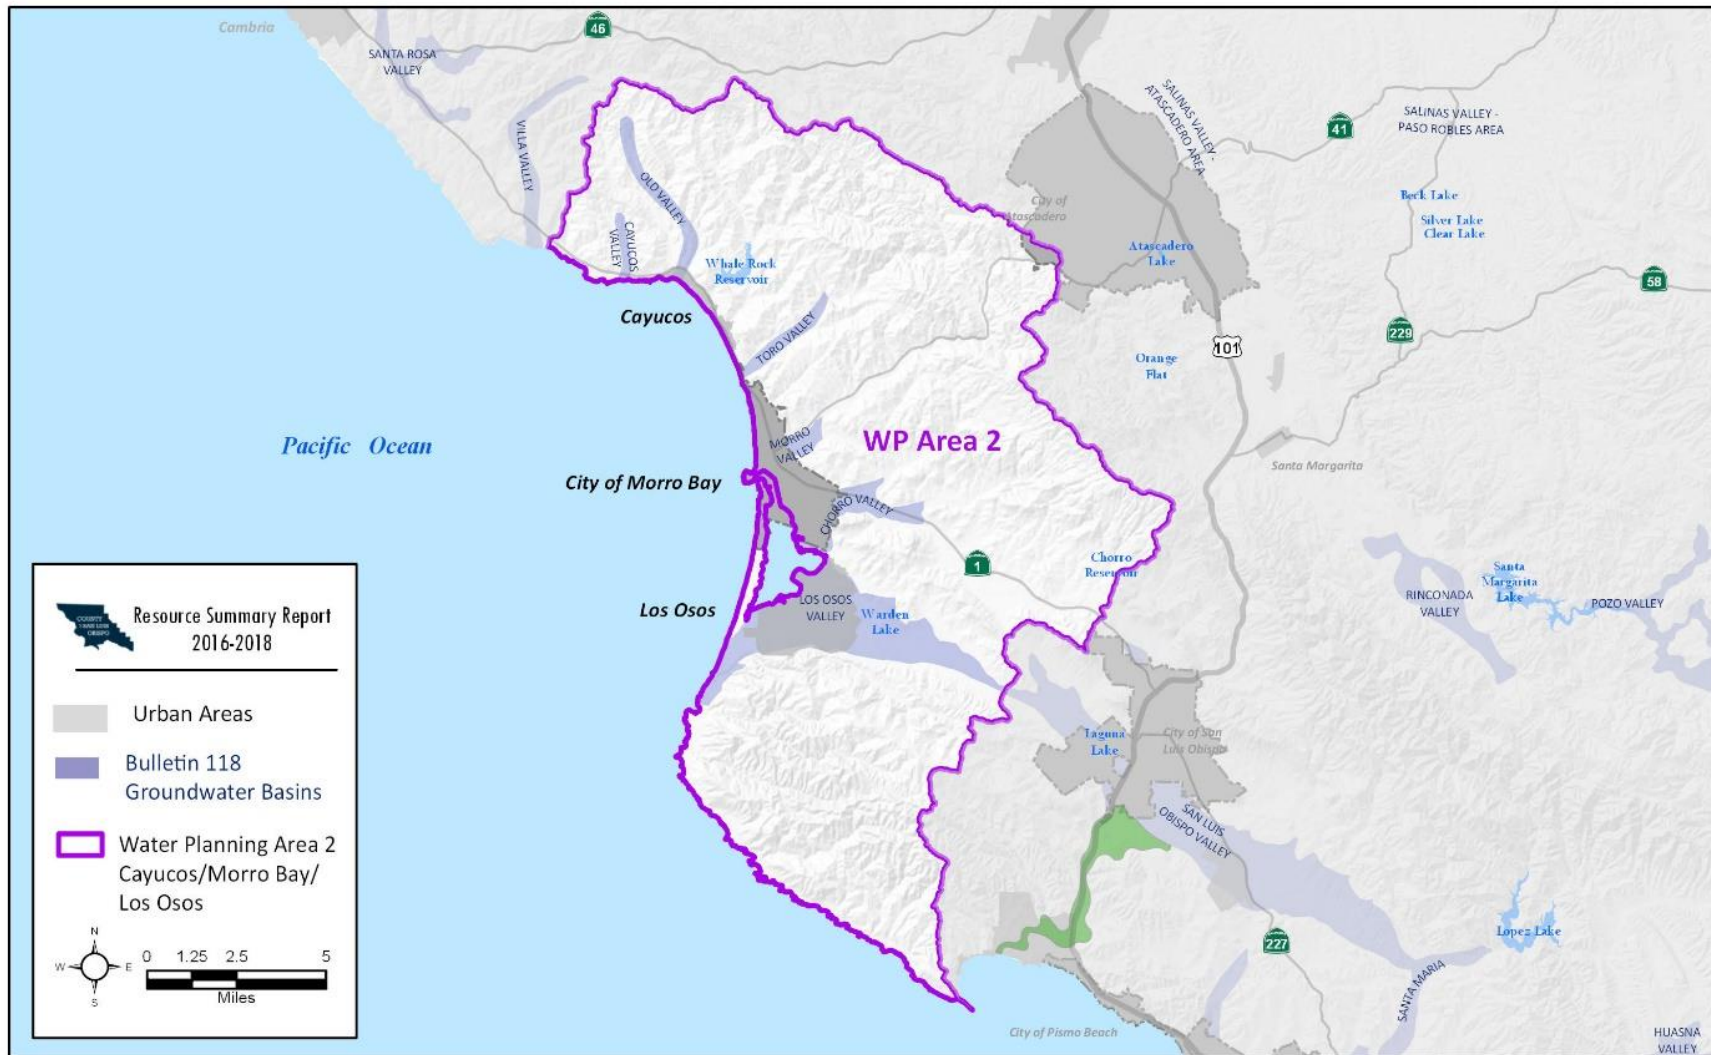 Cambria
46
SANTA ROSA
VALLEY
VILLA VALLEY
OLD VALLEY
CAYUCOS
VALLEY
Whale Rock
Reservoir
Cayucos
TORO VALLEY
SALINAS VALLEY -
ATASCADERO AREA
41
SALINAS VALLEY -
PASO ROBLES AREA
City of
Atascadero
Beck Lake
Silver Lake
Clear Lake
Atascadero
Lake
58
229
101
Orange
Flat
Pacific Ocean
MORRO
VALLEY
WP Area 2
Santa Margarita
City of Morro Bay
CHORRO VALLEY
1
Chorro
Reservoir
Los Osos
LOS OSOS
VALLEY
Warden
Lake
RINCONADA
VALLEY
Santa
Margarita
Lake
POZO VALLEY
Laguna
Lake
City of San
Luis Obispo
SAN LUIS
OBISPO VALLEY
227
Lopez Lake
SANTA MARIA
City of Pismo Beach
HUASNA
VALLEY
COUNTY
OF SAN LUIS
OBISPO
Resource Summary Report
2016-2018
Urban Areas
Bulletin 118
Groundwater Basins
Water Planning Area 2
Cayucos/Morro Bay/
Los Osos
N
W E
S
0 1.25 2.5 5
Miles